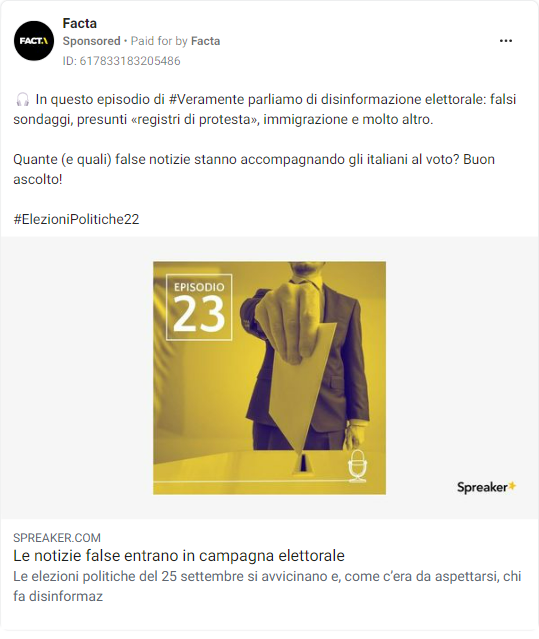 Facta
Sponsored • Paid for by Facta
ID: 617833183205486
FACTA
🎧 In questo episodio di #Veramente parliamo di disinformazione elettorale: falsi
sondaggi, presunti «registri di protesta», immigrazione e molto altro.
Quante (e quali) false notizie stanno accompagnando gli italiani al voto? Buon
ascolto!
#ElezioniPolitiche22
EPISODIO
23
Spreaker
SPREAKER.COM
Le notizie false entrano in campagna elettorale
Le elezioni politiche del 25 settembre si avvicinano e, come c'era da aspettarsi, chi
fa disinformaz